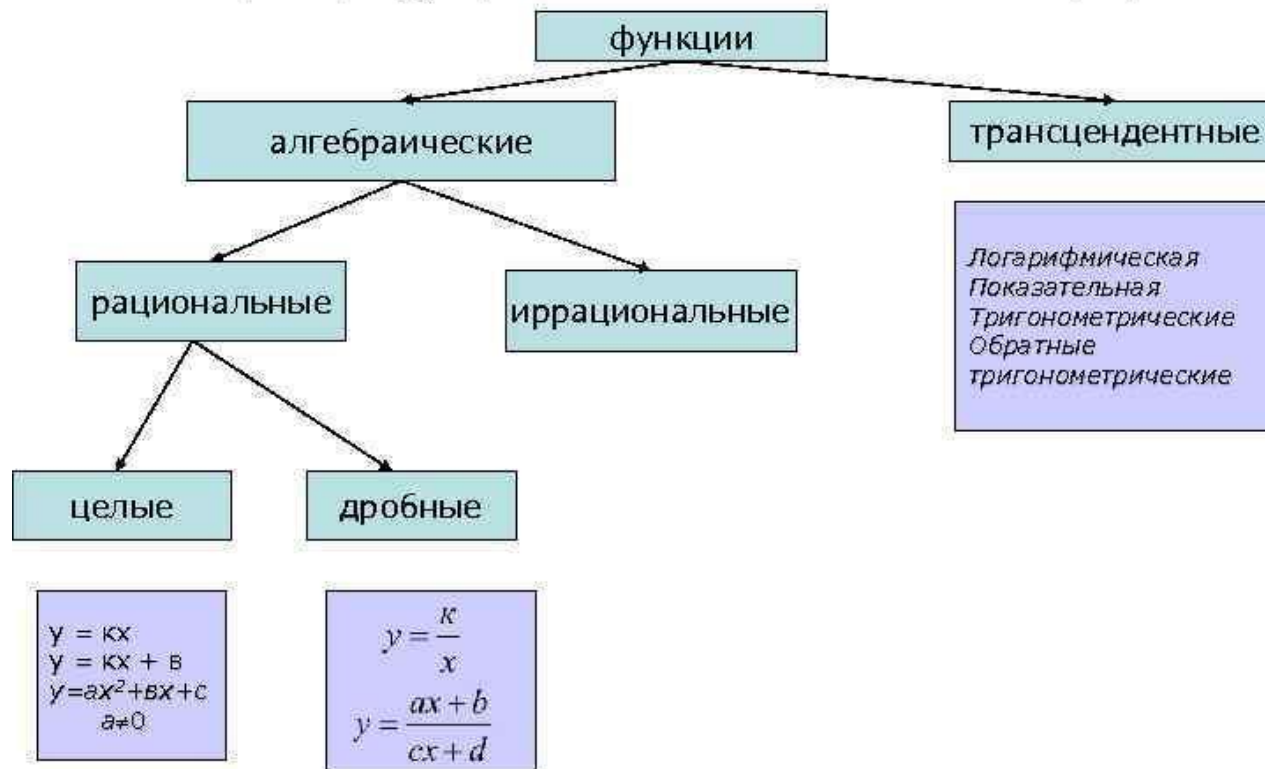 функции
алгебраические
трансцендентные
рациональные
иррациональные
Логарифмическая
Показательная
Тригонометрические
Обратные
тригонометрические
целые
дробные
у = кх
у = кх + в
у=ах²+вх+с
а≠0
y = к/x
y = (ax + b)/(cx + d)